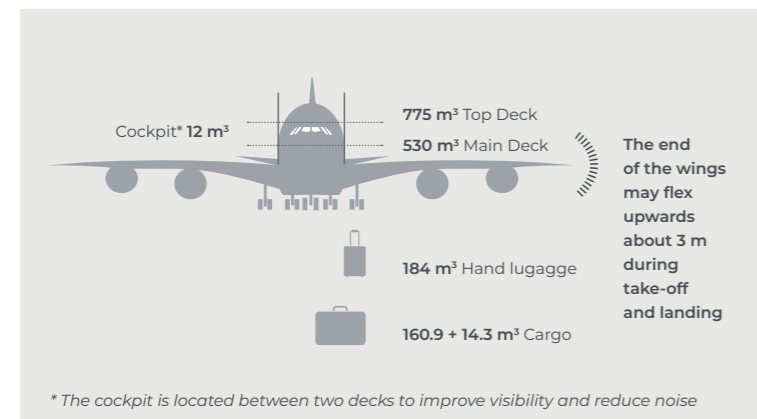 775 m³ Top Deck
Cockpit* 12 m³
530 m³ Main Deck
The end
of the wings
may flex
upwards
about 3 m
during
take-off
and landing
184 m³ Hand lugagge
160.9 + 14.3 m³ Cargo
* The cockpit is located between two decks to improve visibility and reduce noise